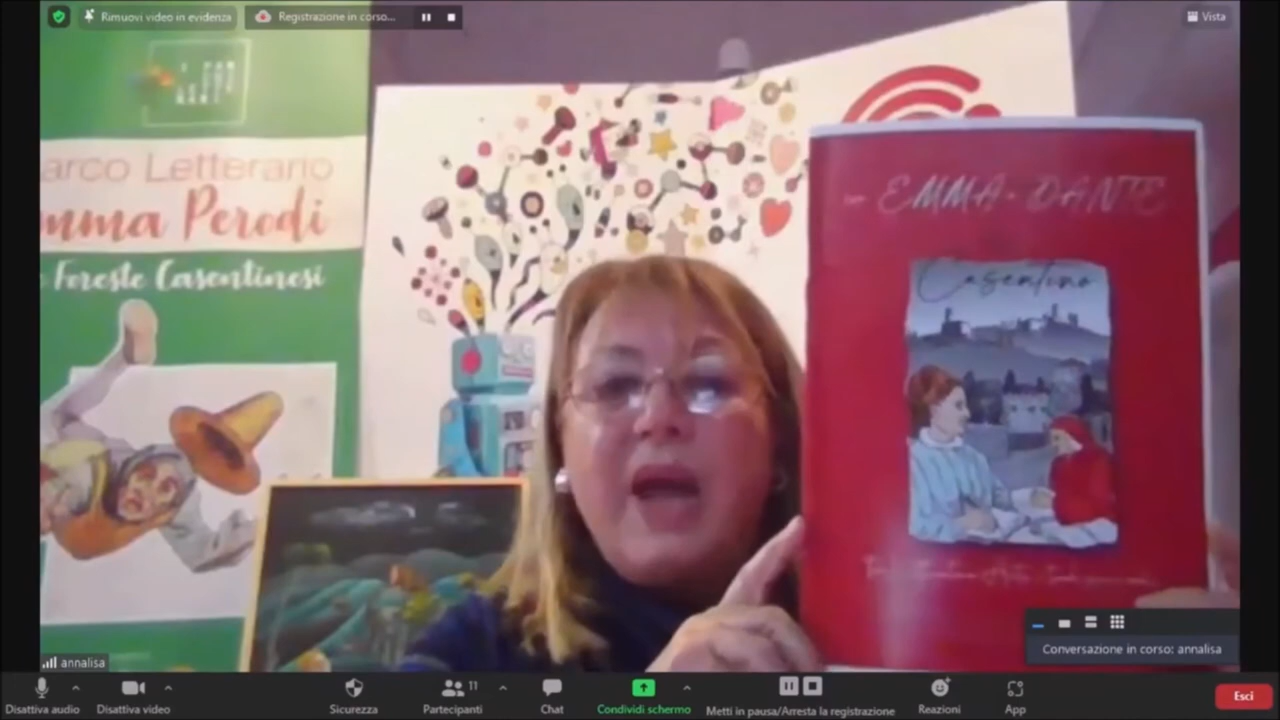 Rimuovi video in evidenza
Registrazione in corso...
Vista
arco Letterario
mma Perodi
Foreste Casentinesi
EMMA-DANTE
Casentino
annalisa
Conversazione in corso: annalisa
Disattiva audio
Disattiva video
Sicurezza
Partecipanti
11
Chat
Condividi schermo
Metti in pausa/Arresta la registrazione
Reazioni
App
Esci